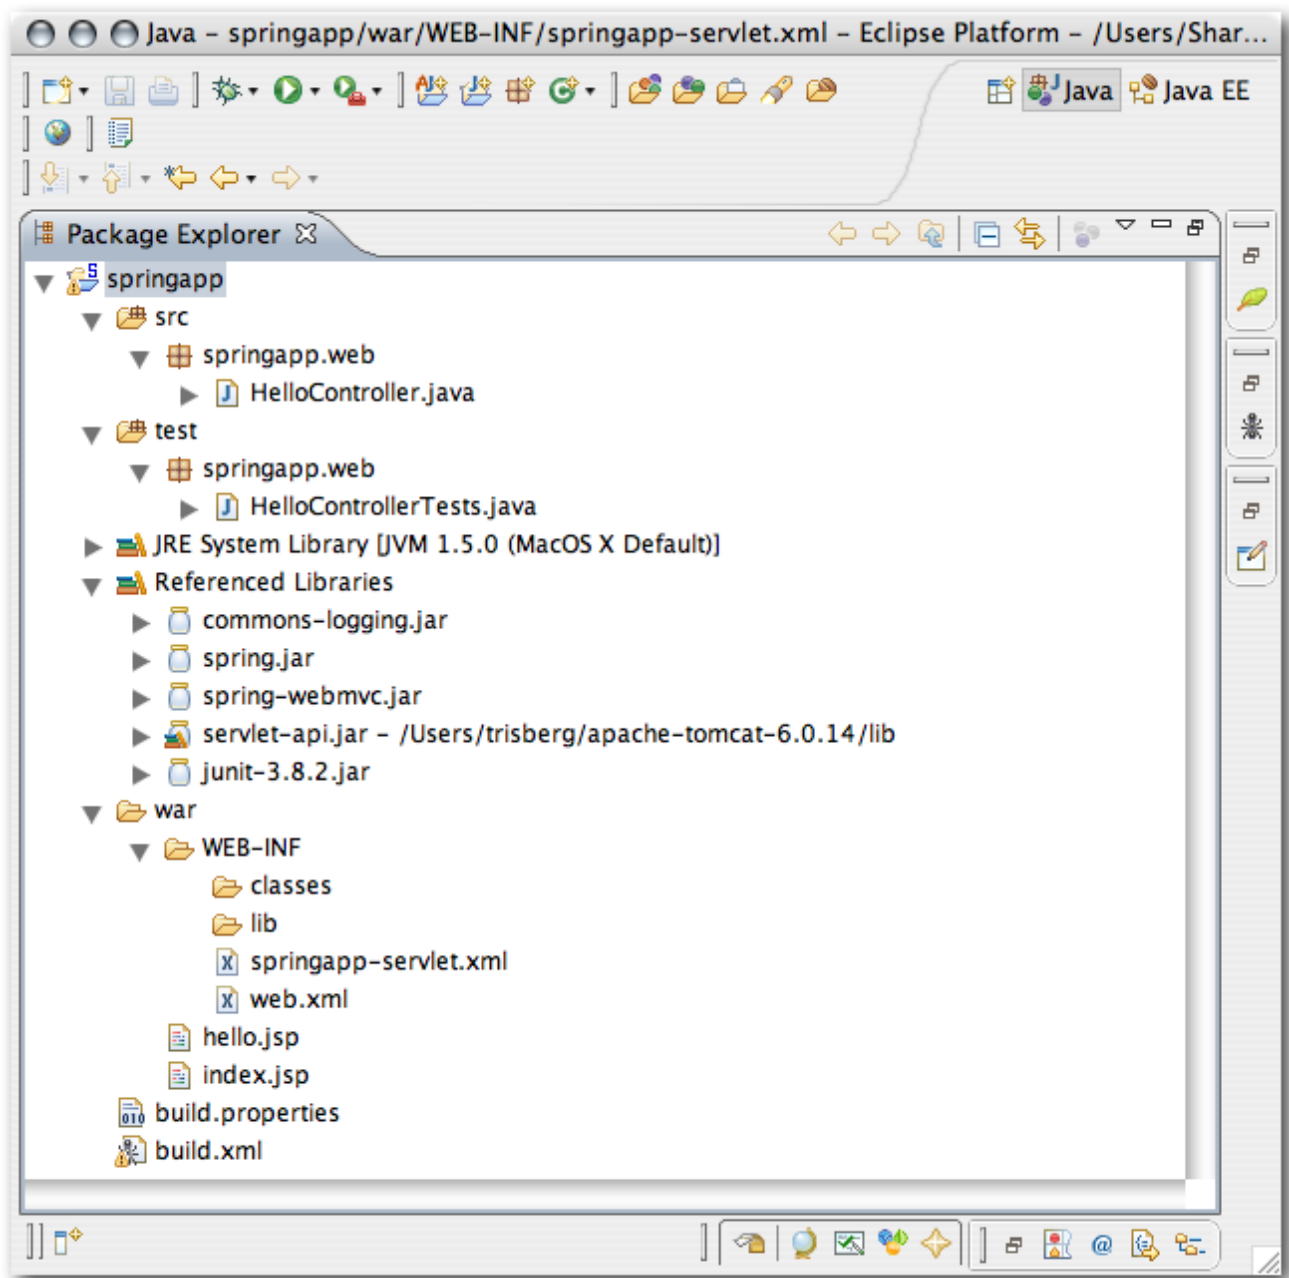 Java – springapp/war/WEB-INF/springapp-servlet.xml – Eclipse Platform – /Users/Shar...
Java Java EE
Package Explorer
springapp
src
springapp.web
HelloController.java
test
springapp.web
HelloControllerTests.java
JRE System Library [JVM 1.5.0 (MacOS X Default)]
Referenced Libraries
commons-logging.jar
spring.jar
spring-webmvc.jar
servlet-api.jar – /Users/trisberg/apache-tomcat-6.0.14/lib
junit-3.8.2.jar
war
WEB-INF
classes
lib
springapp-servlet.xml
web.xml
hello.jsp
index.jsp
build.properties
build.xml